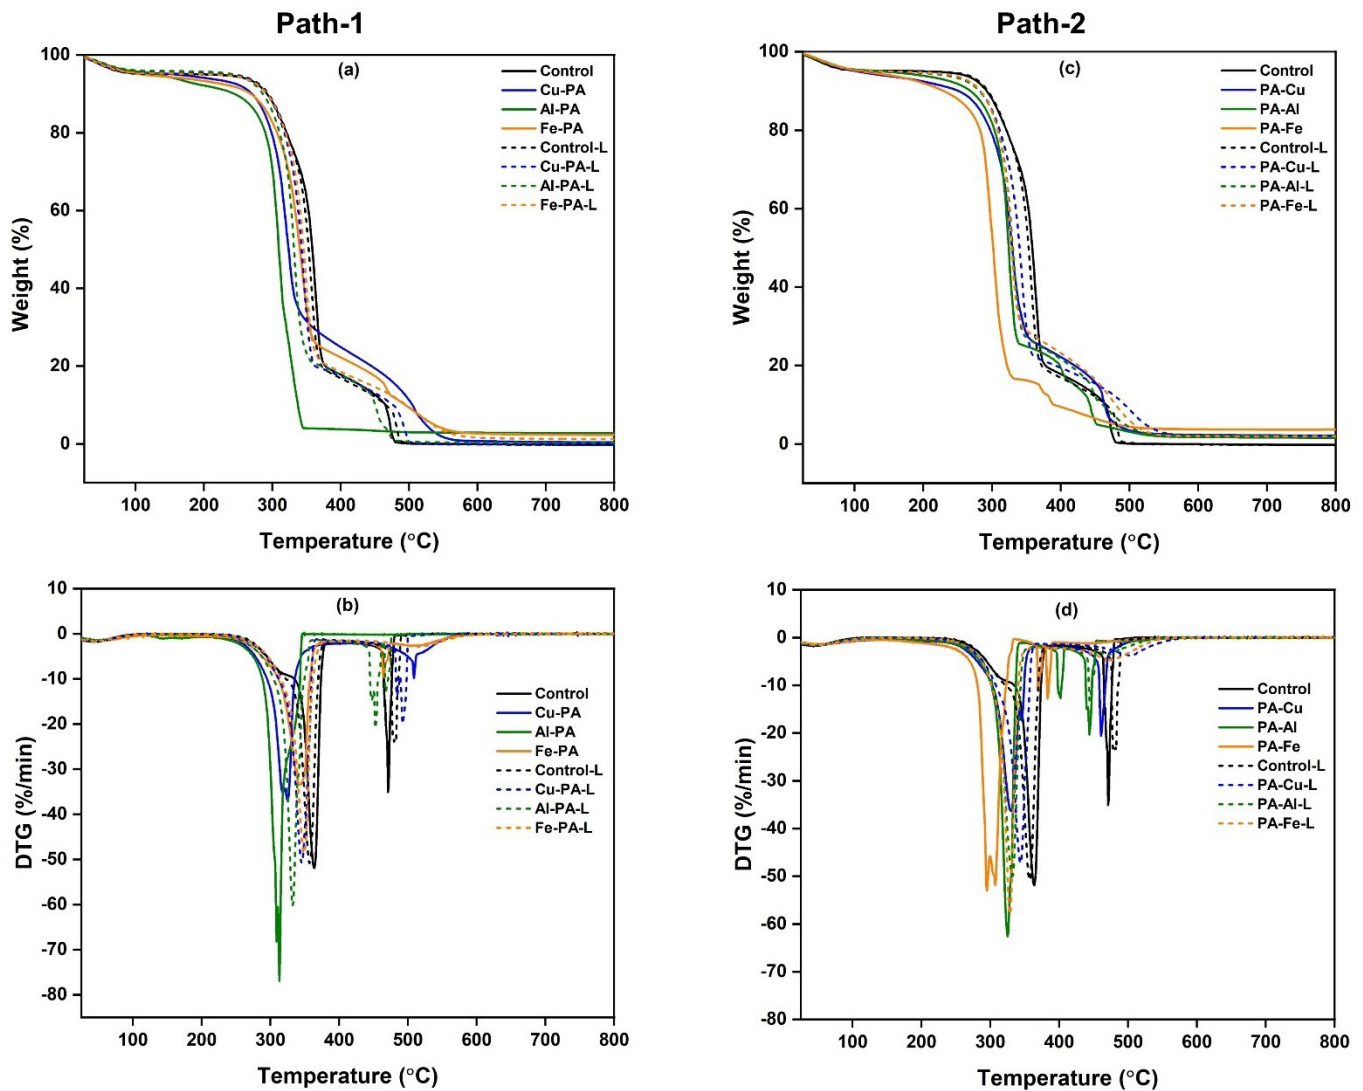 Path-1
Path-2
(a)
100
80
60
40
20
0
Weight (%)
Control
Cu-PA
Al-PA
Fe-PA
Control-L
Cu-PA-L
Al-PA-L
Fe-PA-L
100 200 300 400 500 600 700 800
Temperature (°C)
(c)
100
80
60
40
20
0
Weight (%)
Control
PA-Cu
PA-Al
PA-Fe
Control-L
PA-Cu-L
PA-Al-L
PA-Fe-L
100 200 300 400 500 600 700 800
Temperature (°C)
(b)
10
0
-10
-20
-30
-40
-50
-60
-70
-80
DTG (%/min)
Control
Cu-PA
Al-PA
Fe-PA
Control-L
Cu-PA-L
Al-PA-L
Fe-PA-L
100 200 300 400 500 600 700 800
Temperature (°C)
(d)
10
0
-10
-20
-30
-40
-50
-60
-70
-80
DTG (%/min)
Control
PA-Cu
PA-Al
PA-Fe
Control-L
PA-Cu-L
PA-Al-L
PA-Fe-L
100 200 300 400 500 600 700 800
Temperature (°C)